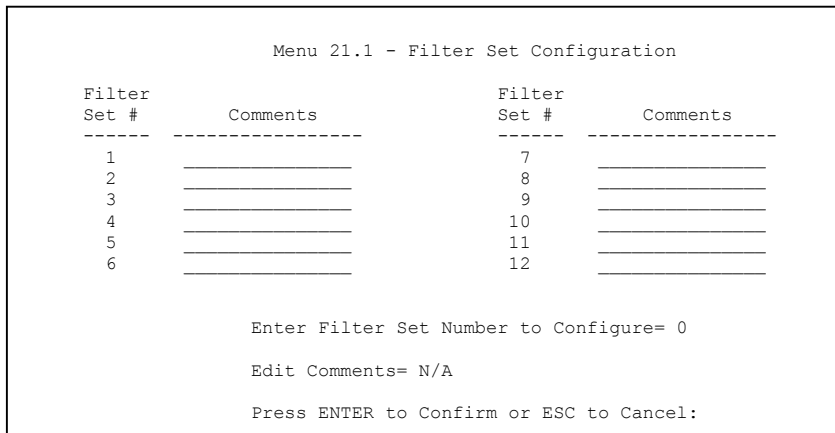 Menu 21.1 - Filter Set Configuration
Filter Filter
Set # Comments Set # Comments
------ ----------------- ------ -----------------
1 _______________ 7 _______________
2 _______________ 8 _______________
3 _______________ 9 _______________
4 _______________ 10 _______________
5 _______________ 11 _______________
6 _______________ 12 _______________
Enter Filter Set Number to Configure= 0
Edit Comments= N/A
Press ENTER to Confirm or ESC to Cancel: